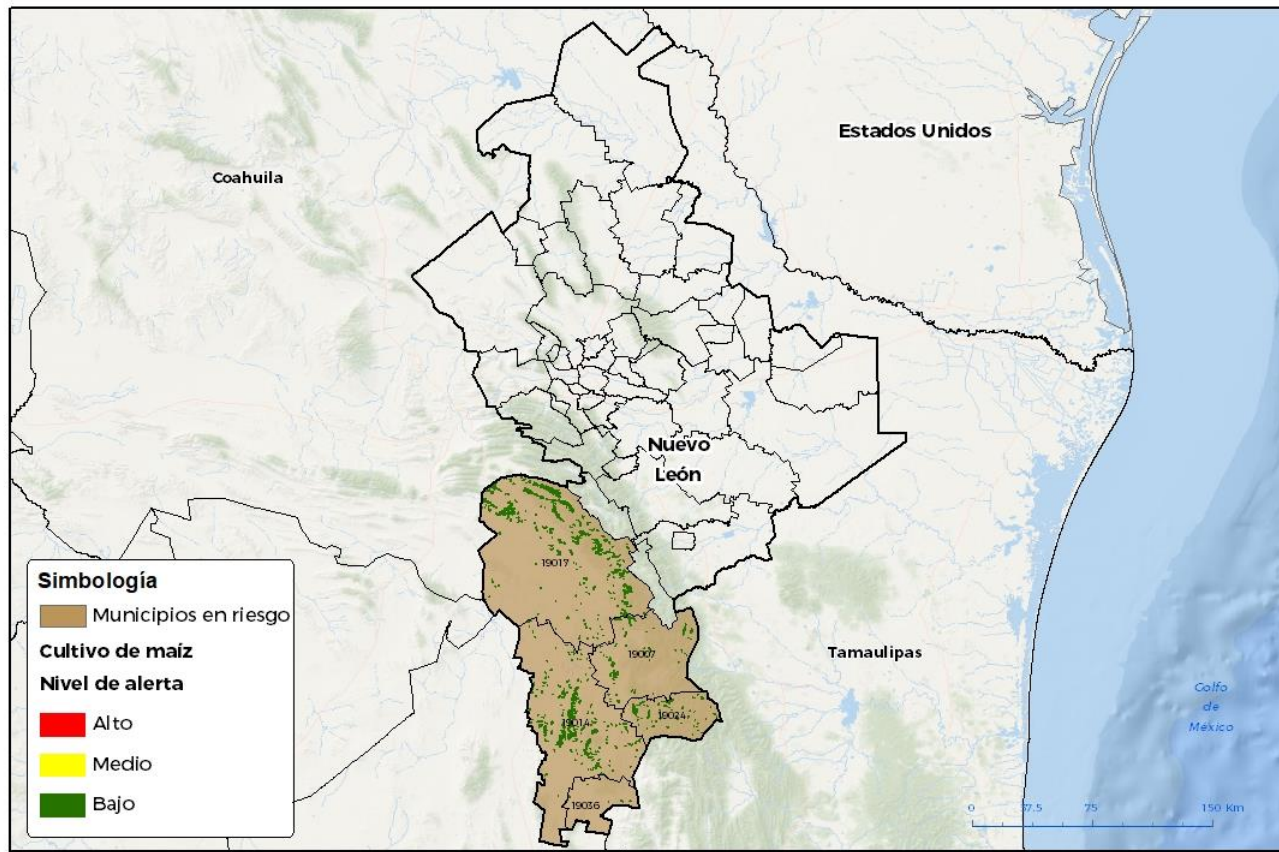 Estados Unidos
Coahuila
Nuevo
León
19017
19007
Tamaulipas
19014
19024
19036
Golfo
de
México
Simbología
Municipios en riesgo
Cultivo de maíz
Nivel de alerta
Alto
Medio
Bajo
0 37.5 75 150 Km